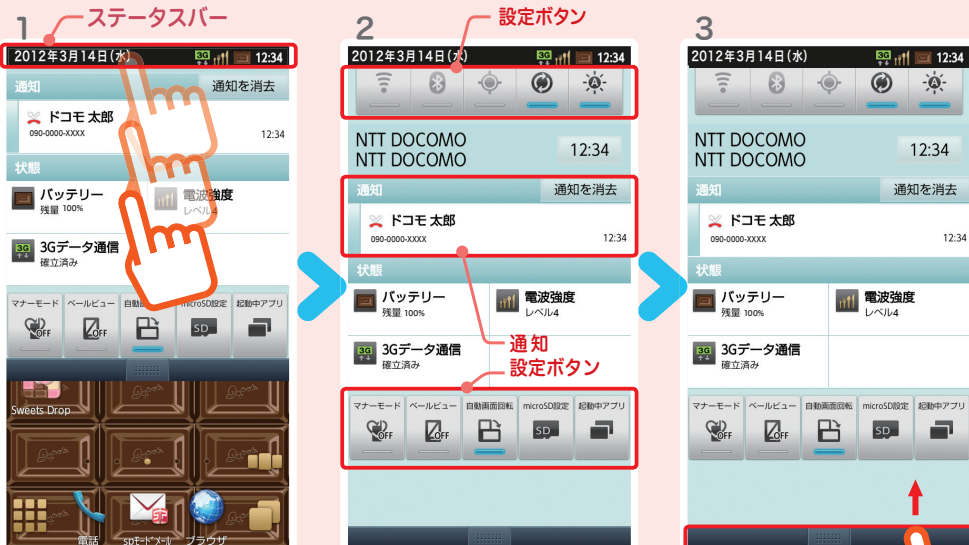 1
ステータスバー
2012年3月14日(水)
3G
12:34
通知
通知を消去
ドコモ 太郎
090-0000-XXXX
12:34
状態
バッテリー
残量 100%
電波強度
レベル4
3G
3Gデータ通信
確立済み
マナーモード
ベールビュー
microSD設定
起動中アプリ
OFF
OFF
SD
Sweets Drop
電話
spモードメール
ブラウザ
2
設定ボタン
2012年3月14日(水)
3G
12:34
A
NTT DOCOMO
NTT DOCOMO
12:34
通知
通知を消去
ドコモ 太郎
090-0000-XXXX
12:34
状態
バッテリー
残量 100%
電波強度
レベル4
3G
3Gデータ通信
確立済み
通知
設定ボタン
マナーモード
ベールビュー
自動画面回転
microSD設定
起動中アプリ
OFF
OFF
SD
3
2012年3月14日(水)
3G
12:34
A
NTT DOCOMO
NTT DOCOMO
12:34
通知
通知を消去
ドコモ 太郎
090-0000-XXXX
12:34
状態
バッテリー
残量 100%
電波強度
レベル4
3G
3Gデータ通信
確立済み
マナーモード
ベールビュー
自動画面回転
microSD設定
起動中アプリ
OFF
OFF
SD